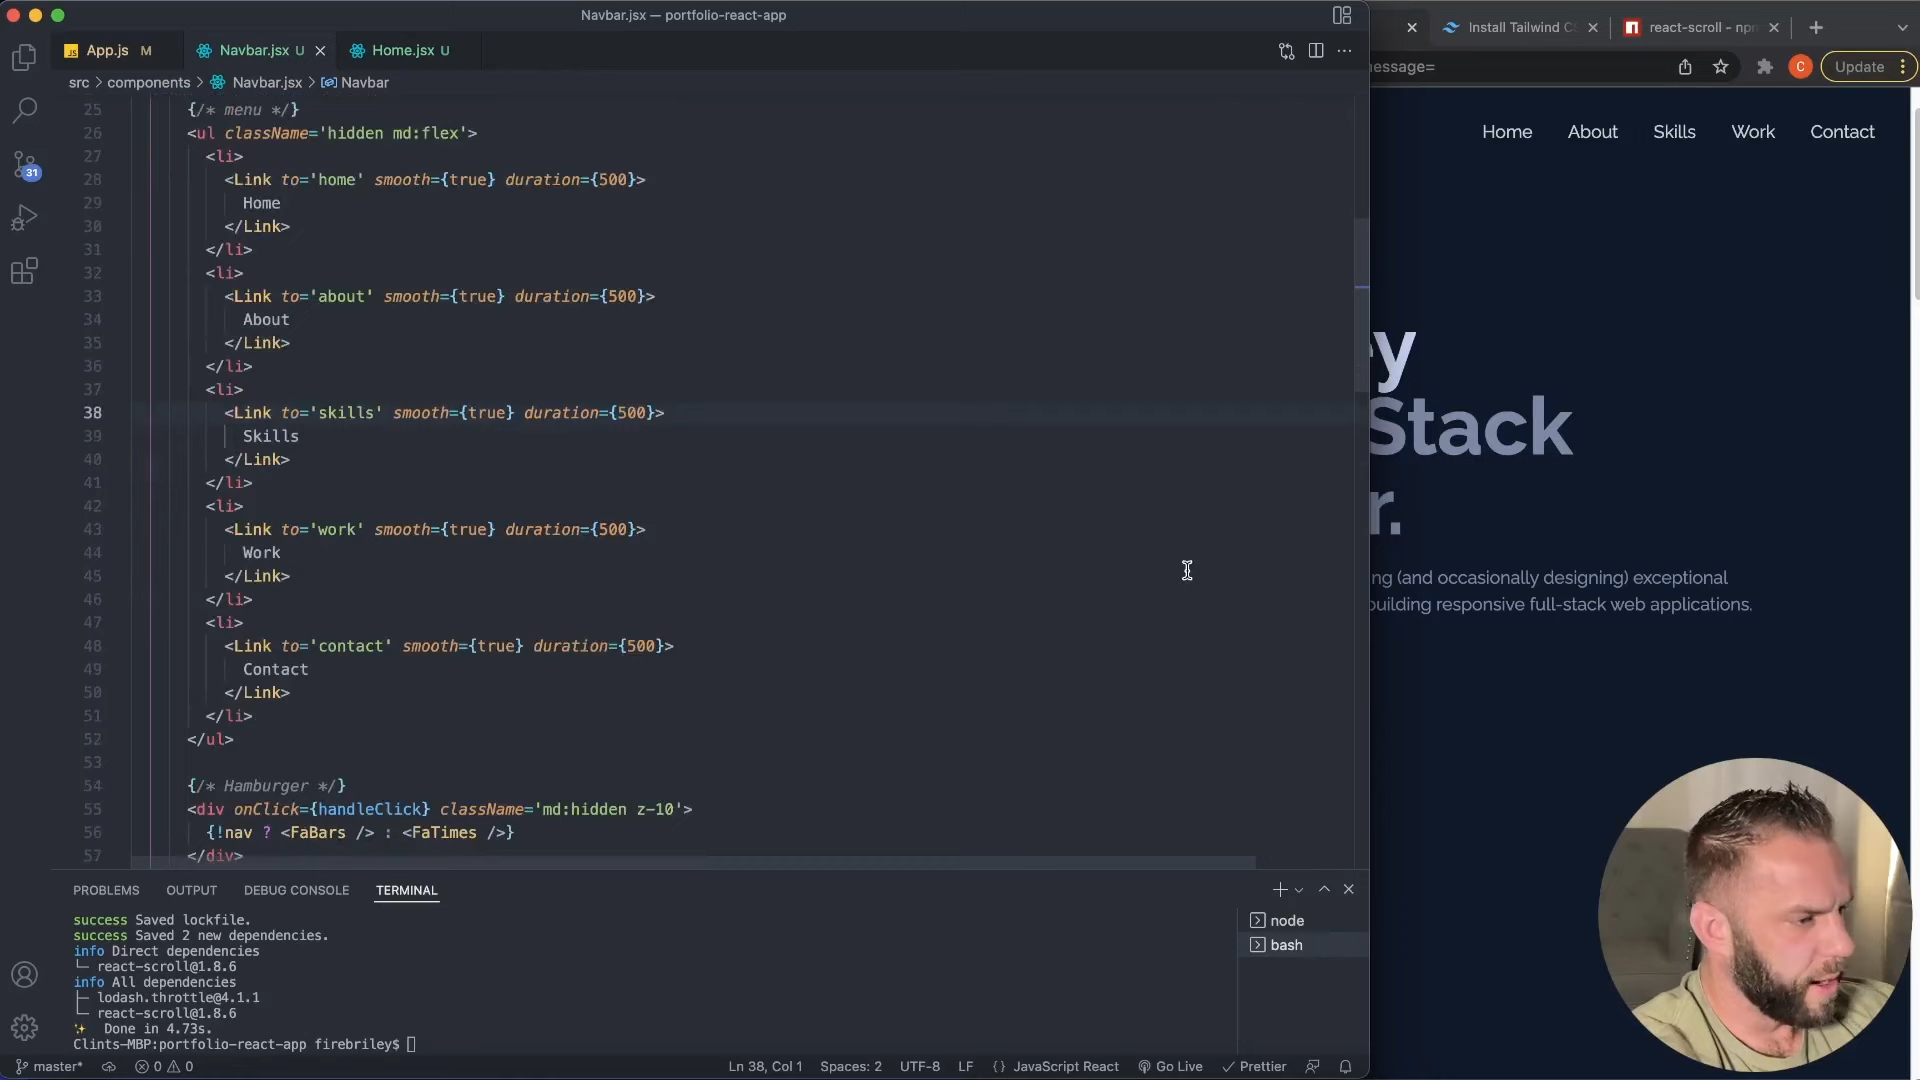 Navbar.jsx — portfolio-react-app
App.js M
Navbar.jsx U
Home.jsx U
Install Tailwind CS
react-scroll - npm
src > components > Navbar.jsx > Navbar
essage=
C
Update
25 {/* menu */}
26 <ul className='hidden md:flex'>
27 <li>
28 <Link to='home' smooth={true} duration={500}>
29 Home
30 </Link>
31 </li>
32 <li>
33 <Link to='about' smooth={true} duration={500}>
34 About
35 </Link>
36 </li>
37 <li>
38 <Link to='skills' smooth={true} duration={500}>
39 Skills
40 </Link>
41 </li>
42 <li>
43 <Link to='work' smooth={true} duration={500}>
44 Work
45 </Link>
46 </li>
47 <li>
48 <Link to='contact' smooth={true} duration={500}>
49 Contact
50 </Link>
51 </li>
52 </ul>
53
54 {/* Hamburger */}
55 <div onClick={handleClick} className='md:hidden z-10'>
56 {!nav ? <FaBars /> : <FaTimes />}
57 </div>
31
Home About Skills Work Contact
ey
Stack
r.
ng (and occasionally designing) exceptional
building responsive full-stack web applications.
PROBLEMS OUTPUT DEBUG CONSOLE TERMINAL
success Saved lockfile.
success Saved 2 new dependencies.
info Direct dependencies
└─ react-scroll@1.8.6
info All dependencies
├─ lodash.throttle@4.1.1
└─ react-scroll@1.8.6
✨ Done in 4.73s.
Clints-MBP:portfolio-react-app firebriley$
node
bash
master* 0 0 Ln 38, Col 1 Spaces: 2 UTF-8 LF {} JavaScript React Go Live Prettier